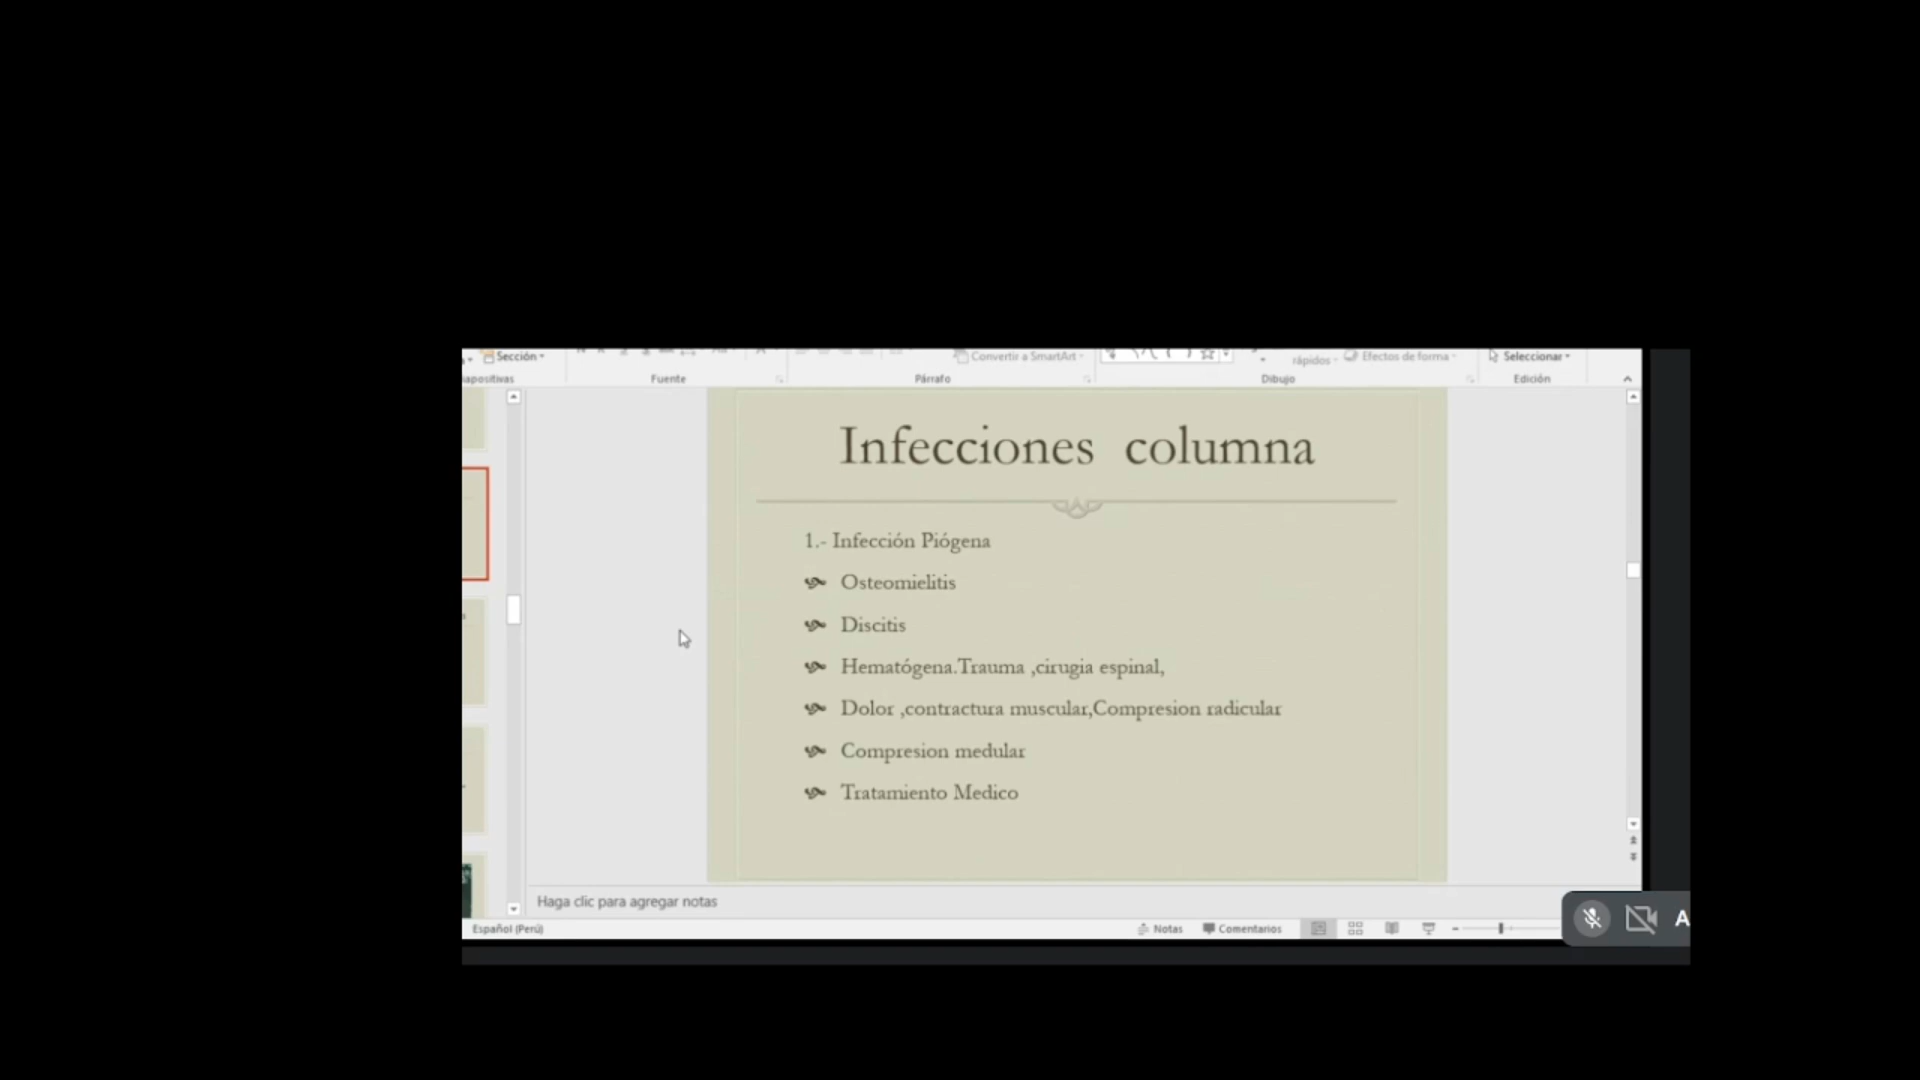 Sección
Convertir a SmartArt
rápidos
Efectos de forma
Seleccionar
apositivas
Fuente
Párrafo
Dibujo
Edición
Infecciones columna
1.- Infección Piógena
Osteomielitis
Discitis
Hematógena.Trauma ,cirugia espinal,
Dolor ,contractura muscular,Compresion radicular
Compresion medular
Tratamiento Medico
Haga clic para agregar notas
Español (Perú)
Notas
Comentarios
A